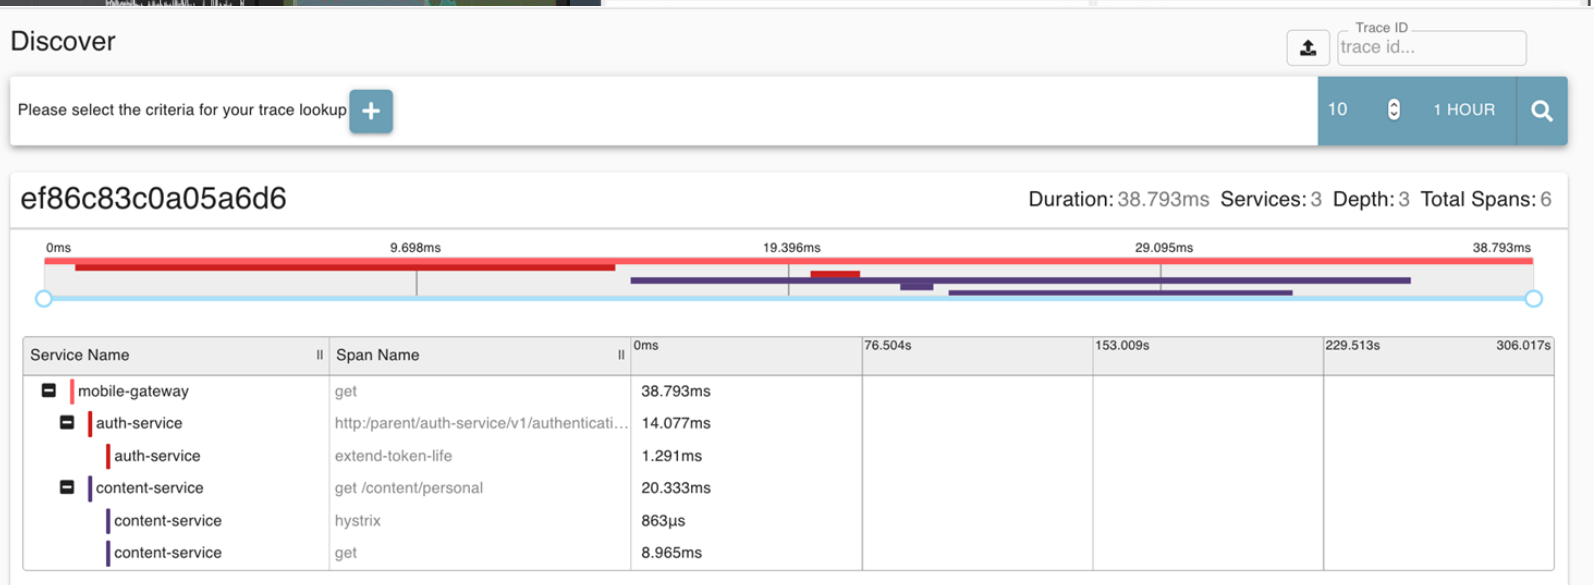 Discover
Trace ID
trace id...
Please select the criteria for your trace lookup
10 1 HOUR
ef86c83c0a05a6d6
Duration: 38.793ms Services: 3 Depth: 3 Total Spans: 6
0ms 9.698ms 19.396ms 29.095ms 38.793ms
Service Name Span Name 0ms 76.504s 153.009s 229.513s 306.017s
mobile-gateway get 38.793ms
auth-service http:/parent/auth-service/v1/authenticati... 14.077ms
auth-service extend-token-life 1.291ms
content-service get /content/personal 20.333ms
content-service hystrix 863μs
content-service get 8.965ms